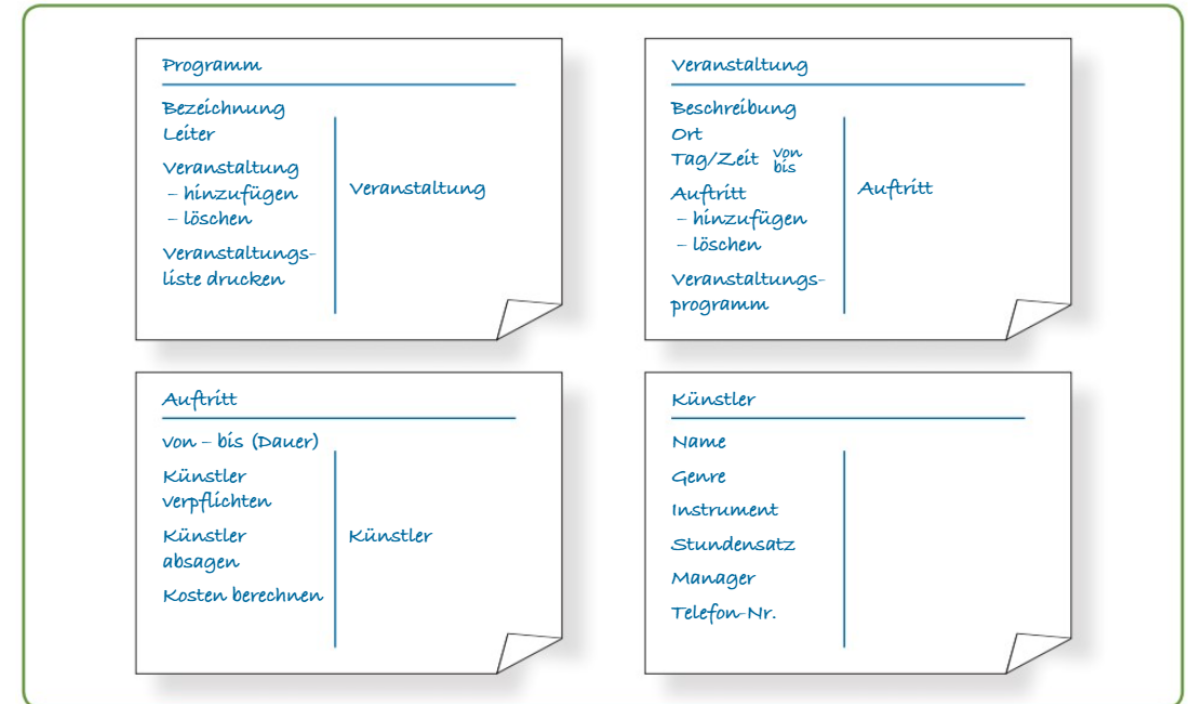 Programm
Bezeichnung
Leiter
Veranstaltung
– hinzufügen
– löschen
Veranstaltungs-
liste drucken
Veranstaltung
Veranstaltung
Beschreibung
Ort
Tag/Zeit von bis
Auftritt
– hinzufügen
– löschen
Veranstaltungs-
programm
Auftritt
Auftritt
von – bis (Dauer)
Künstler
verpflichten
Künstler
absagen
Kosten berechnen
Künstler
Künstler
Name
Genre
Instrument
Stundensatz
Manager
Telefon-Nr.